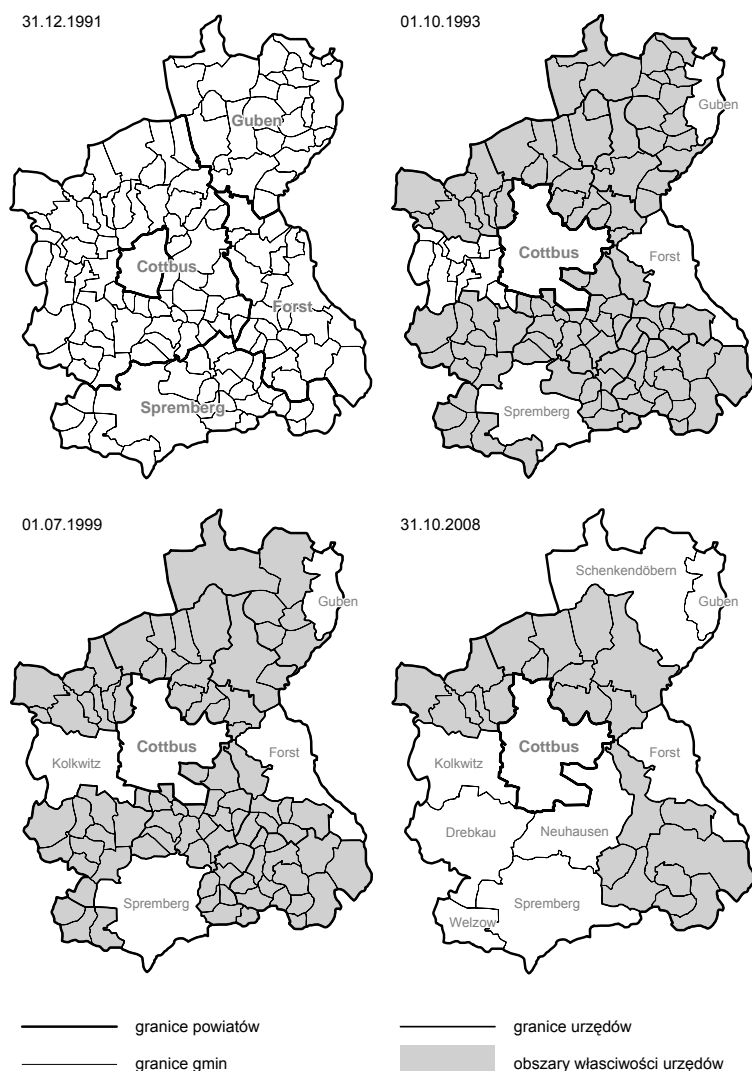 31.12.1991
Guben
Cottbus
Forst
Spremberg
01.10.1993
Guben
Cottbus
Forst
Spremberg
01.07.1999
Guben
Cottbus
Kolkwitz
Forst
Spremberg
31.10.2008
Schenkendöbern
Guben
Cottbus
Kolkwitz
Forst
Drebkau
Neuhausen
Spremberg
Welzow
granice powiatów
granice urzędów
granice gmin
obszary własciwości urzędów